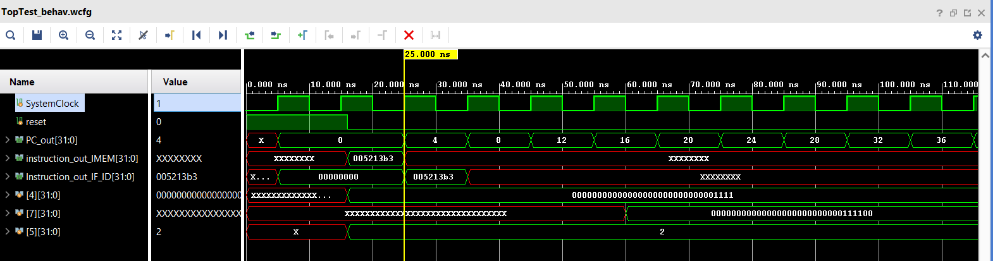 TopTest_behav.wcfg
25.000 ns
Name Value
0.000 ns 10.000 ns 20.000 ns 30.000 ns 40.000 ns 50.000 ns 60.000 ns 70.000 ns 80.000 ns 90.000 ns 100.000 ns 110.000
SystemClock 1
reset 0
PC_out[31:0] 4 X 0 4 8 12 16 20 24 28 32 36
instruction_out_IMEM[31:0] XXXXXXXX XXXXXXXX 005213b3 XXXXXXXX
Instruction_out_IF_ID[31:0] 005213b3 X... 00000000 005213b3 XXXXXXXX
[4][31:0] 00000000000000000 XXXXXXXXXXXXX... 00000000000000000000000000001111
[7][31:0] XXXXXXXXXXXXXXX XXXXXXXXXXXXXXXXXXXXXXXXXXXXXXXX 00000000000000000000000000111100
[5][31:0] 2 X 2